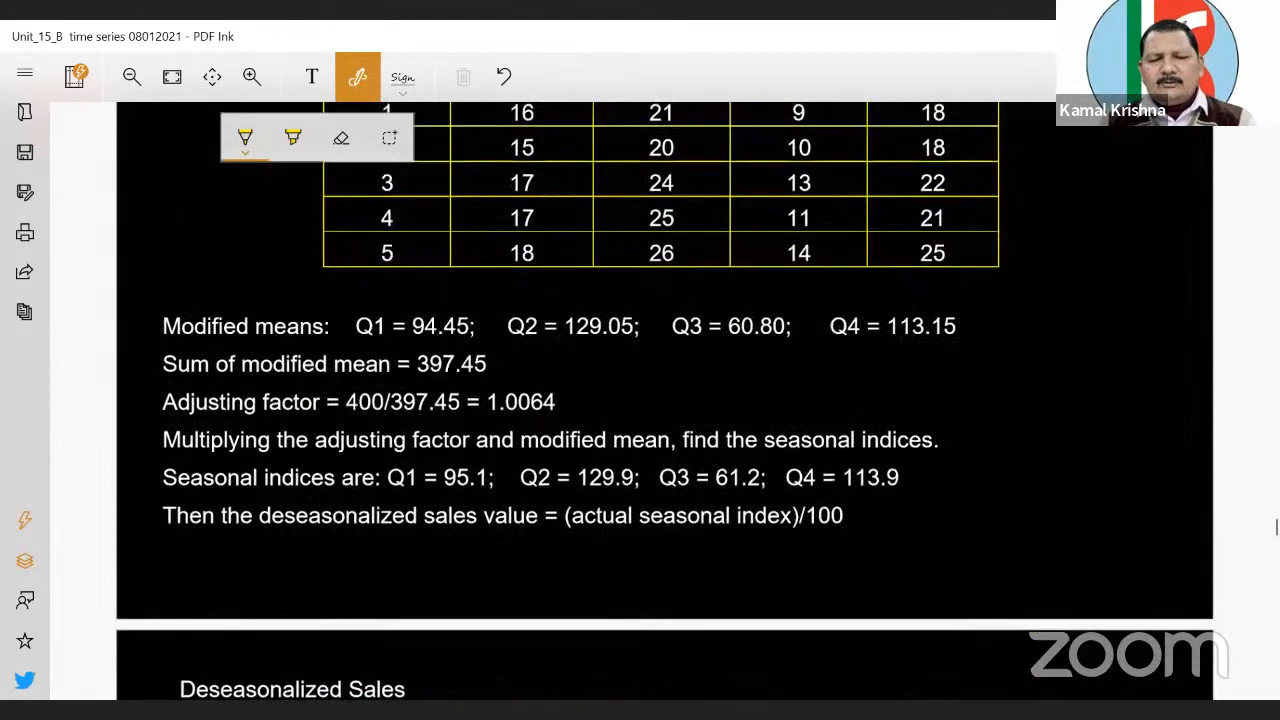 Unit_15_B time series 08012021 - PDF Ink
T
Sign
Kamal Krishna
1 16 21 9 18
15 20 10 18
3 17 24 13 22
4 17 25 11 21
5 18 26 14 25
Modified means: Q1 = 94.45; Q2 = 129.05; Q3 = 60.80; Q4 = 113.15
Sum of modified mean = 397.45
Adjusting factor = 400/397.45 = 1.0064
Multiplying the adjusting factor and modified mean, find the seasonal indices.
Seasonal indices are: Q1 = 95.1; Q2 = 129.9; Q3 = 61.2; Q4 = 113.9
Then the deseasonalized sales value = (actual seasonal index)/100
zoom
Deseasonalized Sales